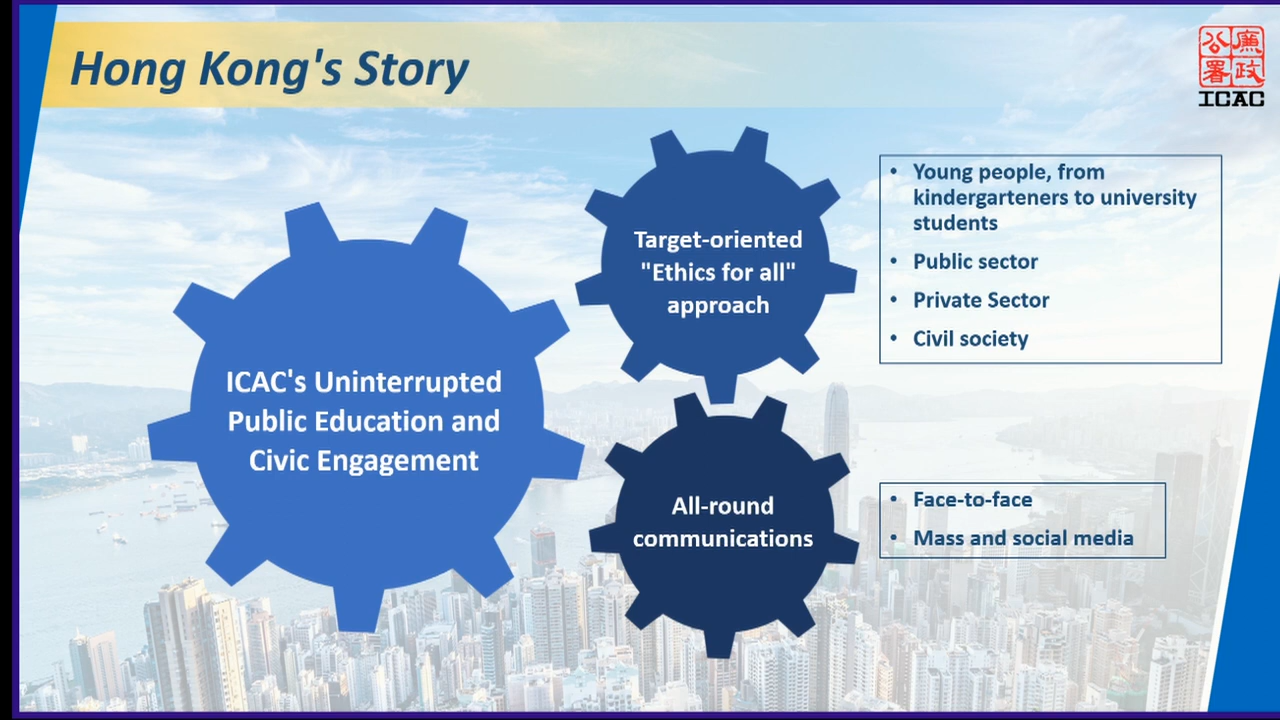 Hong Kong's Story
廉政
公署
ICAC
ICAC's Uninterrupted
Public Education and
Civic Engagement
Target-oriented
"Ethics for all"
approach
• Young people, from
kindergarteners to university
students
• Public sector
• Private Sector
• Civil society
All-round
communications
• Face-to-face
• Mass and social media